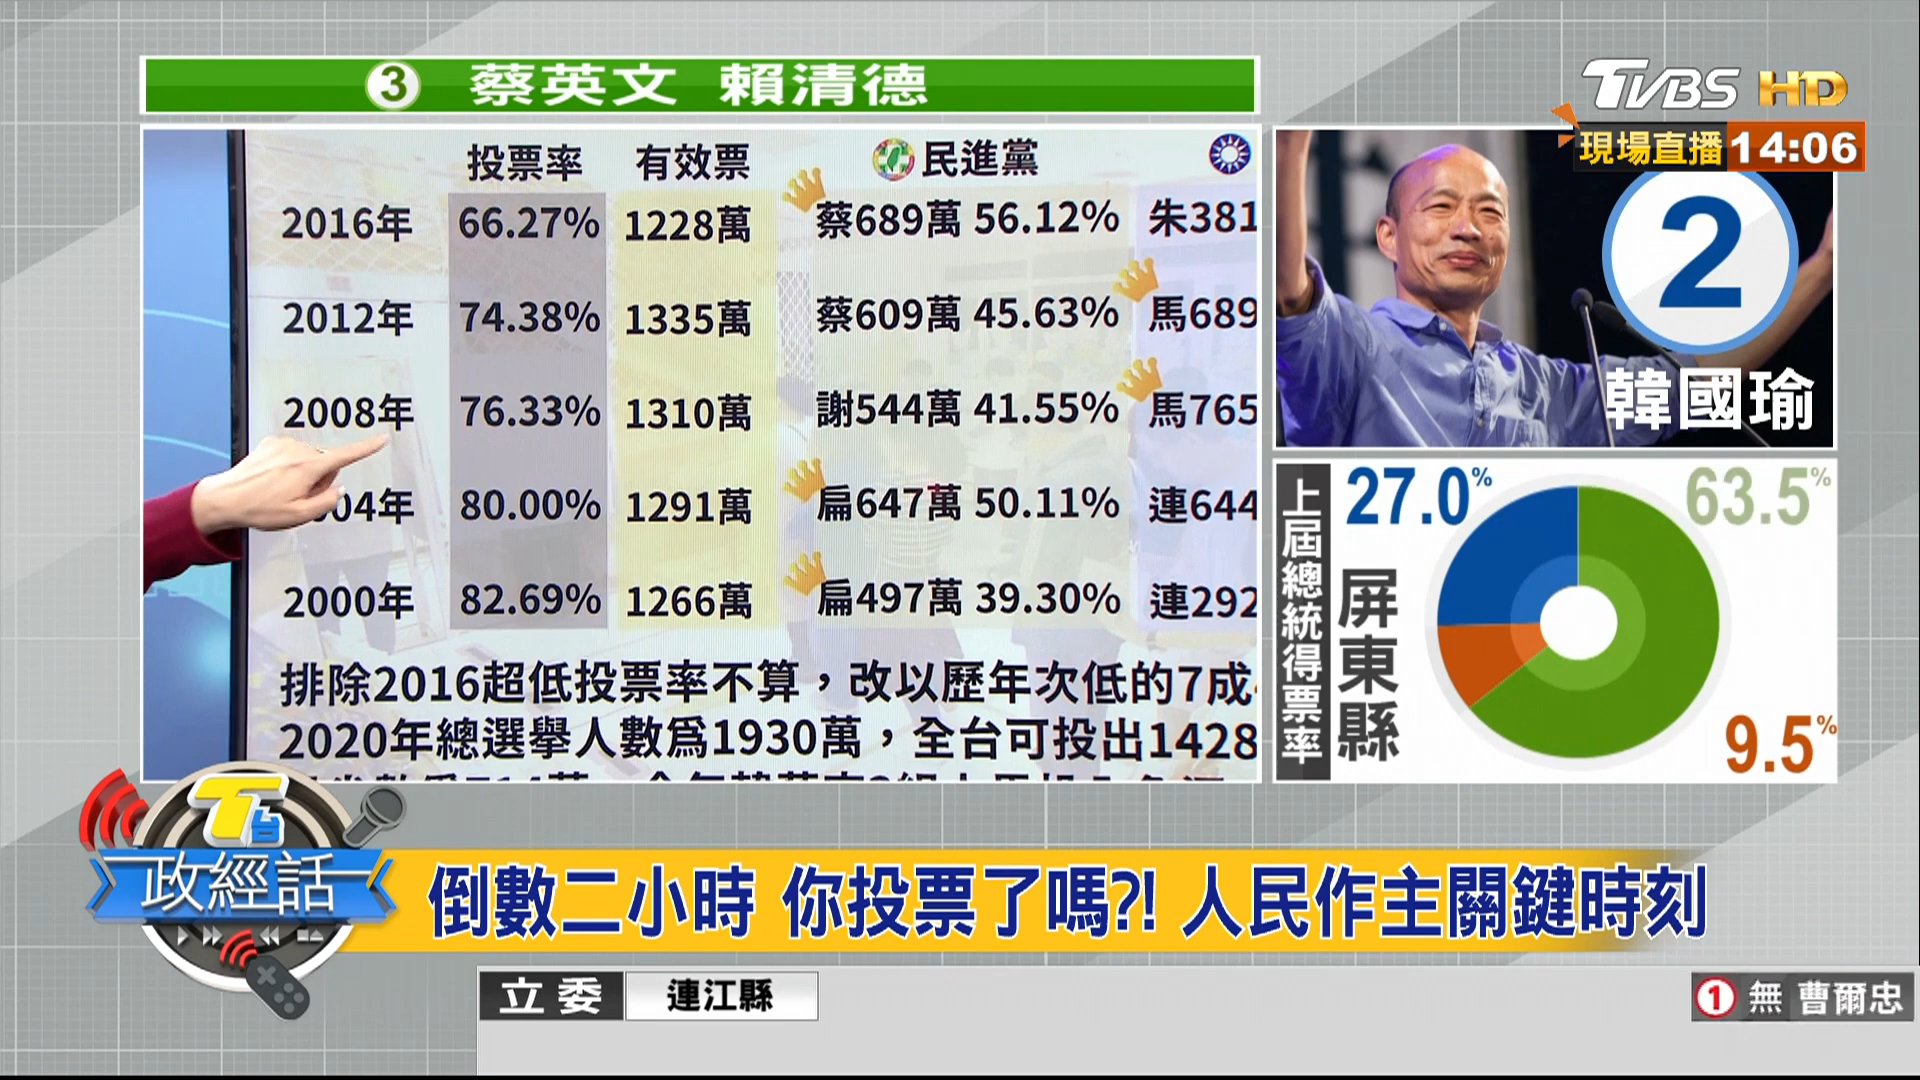 3 蔡英文 賴清德
TVBS HD
現場直播 14:06
投票率 有效票 民進黨
2016年 66.27% 1228萬 蔡689萬 56.12% 朱381
2012年 74.38% 1335萬 蔡609萬 45.63% 馬689
2008年 76.33% 1310萬 謝544萬 41.55% 馬765
04年 80.00% 1291萬 扁647萬 50.11% 連644
2000年 82.69% 1266萬 扁497萬 39.30% 連292
排除2016超低投票率不算，改以歷年次低的7成
2020年總選舉人數為1930萬，全台可投出1428
2
韓國瑜
上屆總統得票率
屏東縣
27.0%
63.5%
9.5%
T台
政經話
倒數二小時 你投票了嗎?! 人民作主關鍵時刻
立委 連江縣
1 無 曹爾忠